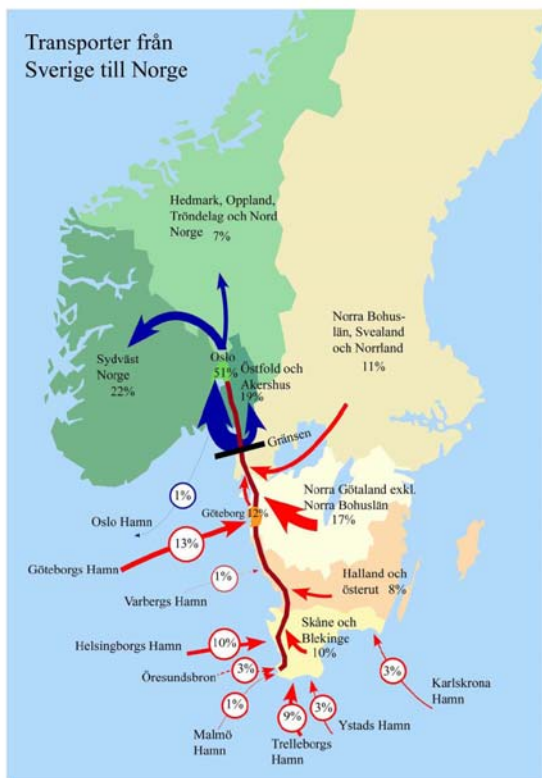 Transporter från
Sverige till Norge
Hedmark, Oppland,
Tröndelag och Nord
Norge 7%
Norra Bohus-
län, Svealand
och Norrland
11%
Sydväst
Norge
22%
Oslo
51%
Östfold och
Akershus
19%
Gränsen
1%
Oslo Hamn
Norra Götaland exkl.
Norra Bohuslän
17%
Göteborg 12%
13%
Göteborgs Hamn
1%
Varbergs Hamn
Halland och
österut 8%
Skåne och
Blekinge
10%
10%
Helsingborgs Hamn
3%
Öresundsbron
1%
Malmö
Hamn
9%
Trelleborgs
Hamn
3%
Ystads Hamn
3%
Karlskrona
Hamn